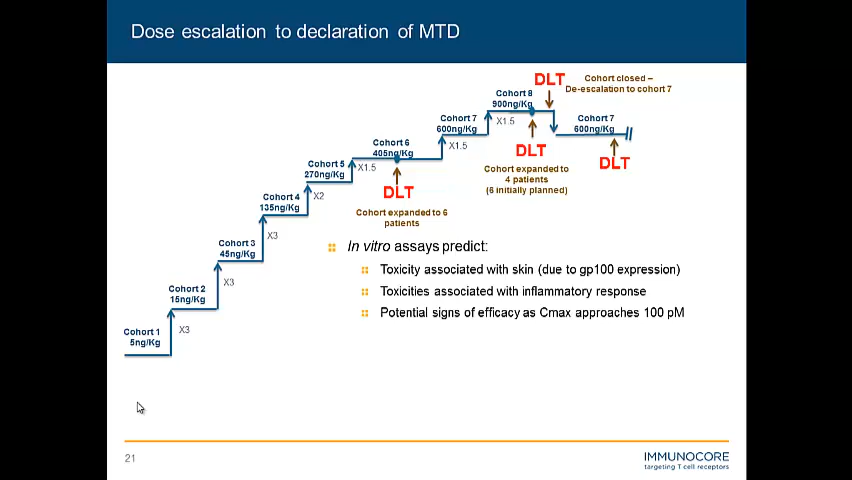 Dose escalation to declaration of MTD
DLT
Cohort closed –
De-escalation to cohort 7
Cohort 8
900ng/Kg
X1.5
Cohort 7
600ng/Kg
Cohort 7
600ng/Kg
X1.5
DLT
DLT
Cohort expanded to
4 patients
(6 initially planned)
Cohort 6
405ng/Kg
X1.5
DLT
Cohort expanded to 6
patients
Cohort 5
270ng/Kg
X2
Cohort 4
135ng/Kg
X3
Cohort 3
45ng/Kg
X3
Cohort 2
15ng/Kg
X3
Cohort 1
5ng/Kg
In vitro assays predict:
Toxicity associated with skin (due to gp100 expression)
Toxicities associated with inflammatory response
Potential signs of efficacy as Cmax approaches 100 pM
21
IMMUNOCORE
targeting T cell receptors